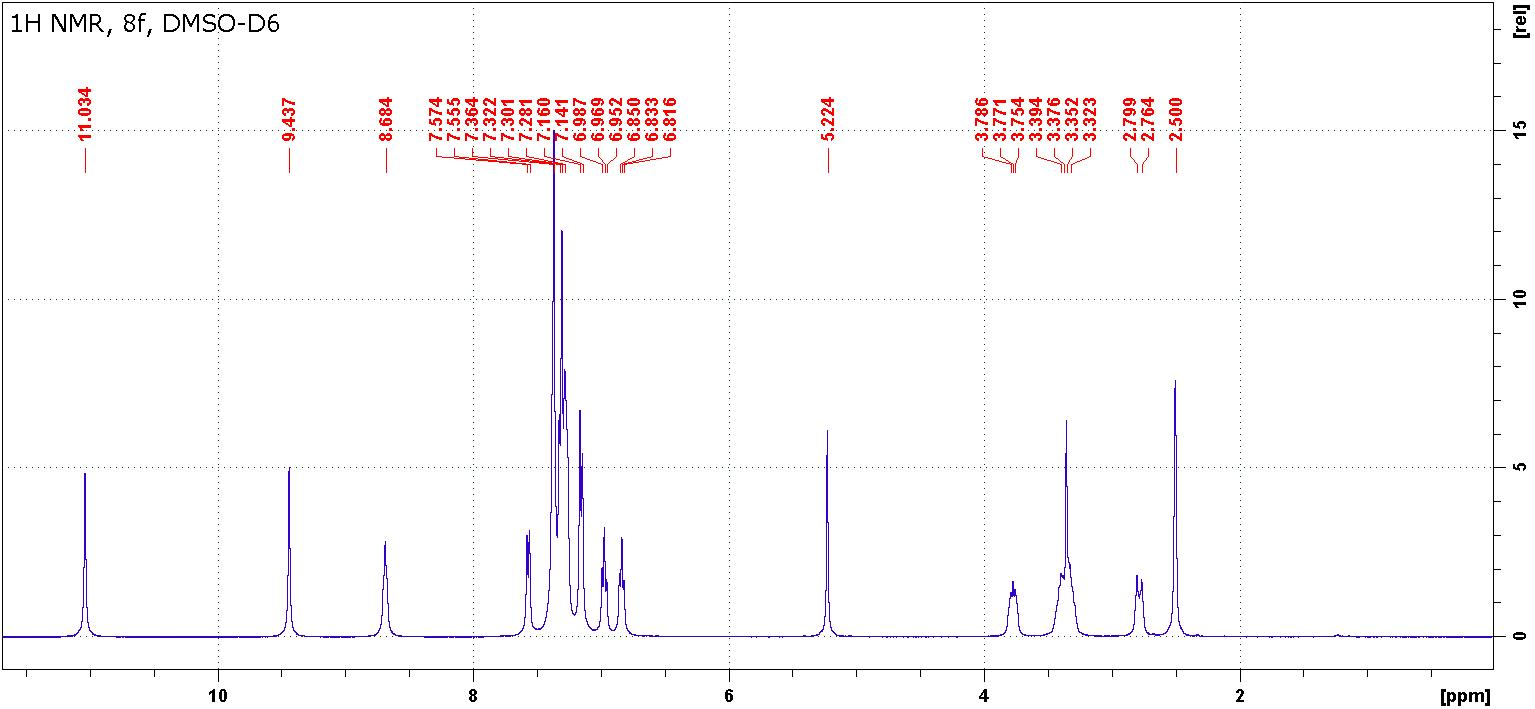 1H NMR, 8f, DMSO-D6
[rel]
11.034 9.437 8.684 7.574 7.555 7.364 7.322 7.301 7.281 7.160 7.141 6.987 6.969 6.952 6.850 6.833 6.816 5.224 3.786 3.771 3.754 3.394 3.376 3.352 3.323 2.799 2.764 2.500
15
10
5
0
10 8 6 4 2 [ppm]